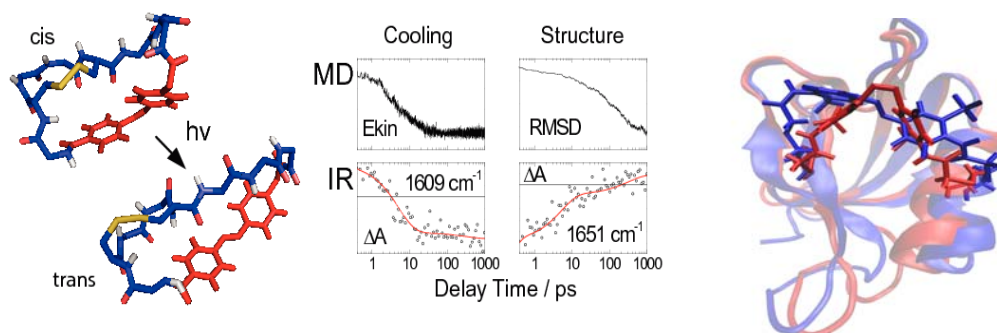 cis
hν
trans
Cooling
Structure
MD
Ekin
RMSD
IR
1609 cm⁻¹
ΔA
ΔA
1651 cm⁻¹
1 10 100 1000
1 10 100 1000
Delay Time / ps